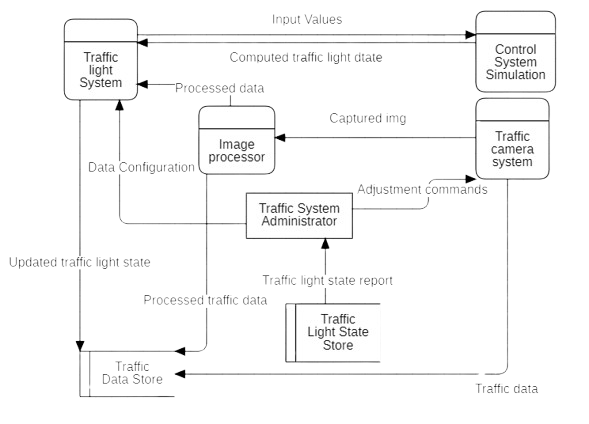 Input Values
Traffic
light
System
Control
System
Simulation
Computed traffic light dtate
Processed data
Captured img
Image
processor
Traffic
camera
system
Data Configuration
Adjustment commands
Traffic System
Administrator
Updated traffic light state
Traffic light state report
Processed traffic data
Traffic
Light State
Store
Traffic
Data Store
Traffic data